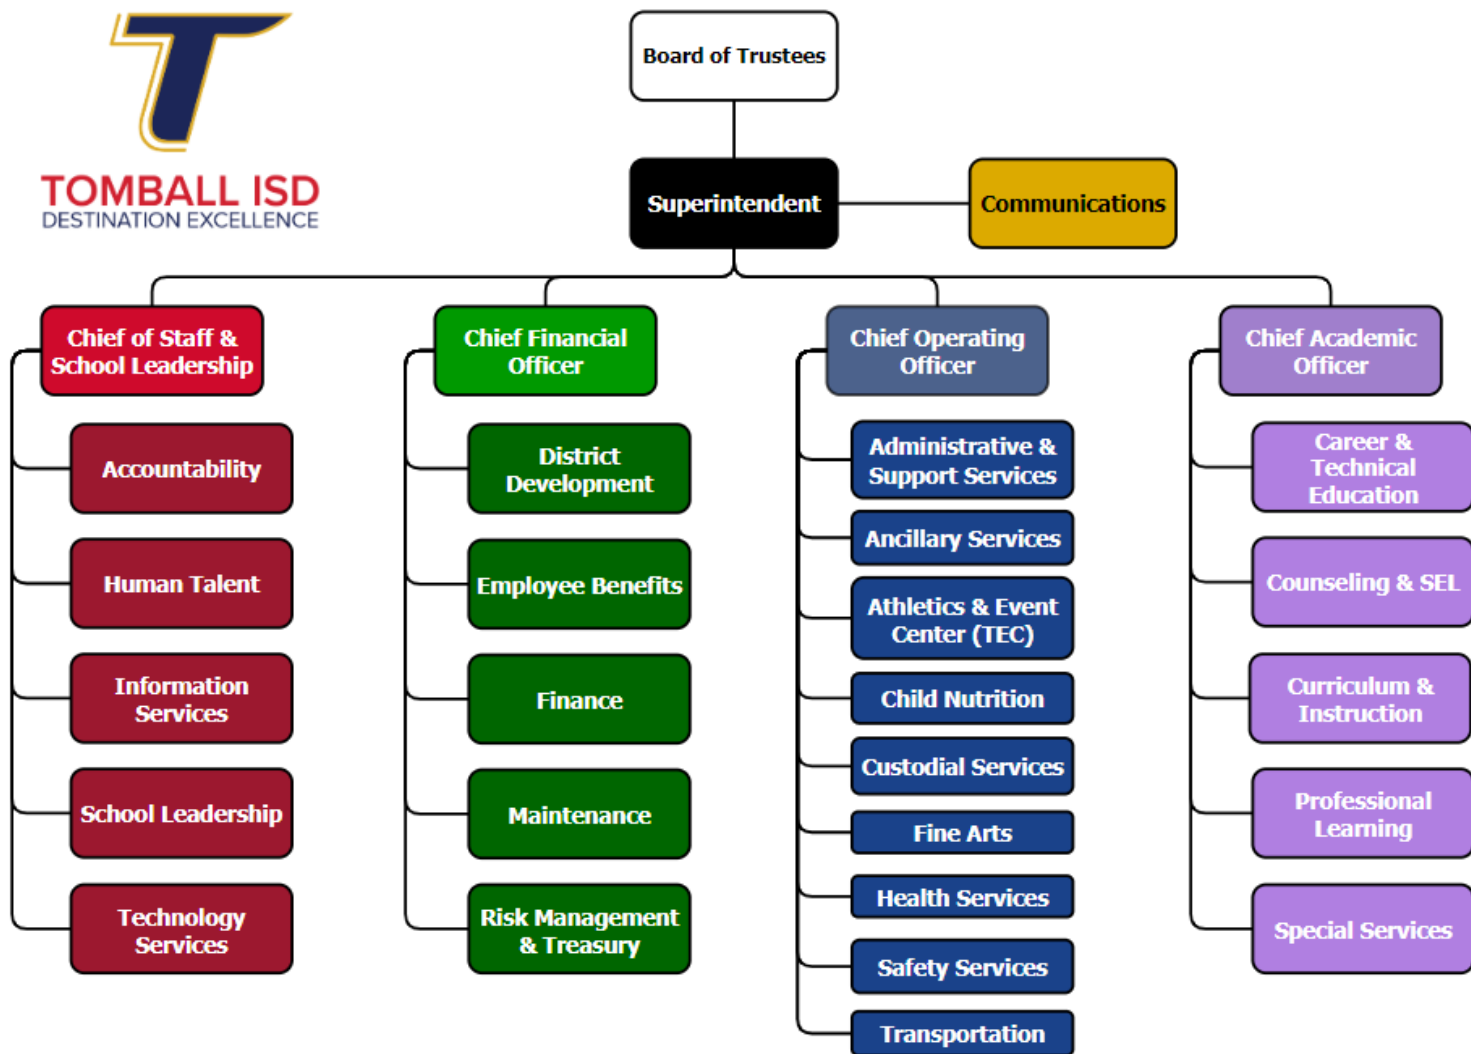 TOMBALL ISD
DESTINATION EXCELLENCE
Board of Trustees
Superintendent
Communications
Chief of Staff &
School Leadership
Accountability
Human Talent
Information
Services
School Leadership
Technology
Services
Chief Financial
Officer
District
Development
Employee Benefits
Finance
Maintenance
Risk Management
& Treasury
Chief Operating
Officer
Administrative &
Support Services
Ancillary Services
Athletics & Event
Center (TEC)
Child Nutrition
Custodial Services
Fine Arts
Health Services
Safety Services
Transportation
Chief Academic
Officer
Career &
Technical
Education
Counseling & SEL
Curriculum &
Instruction
Professional
Learning
Special Services